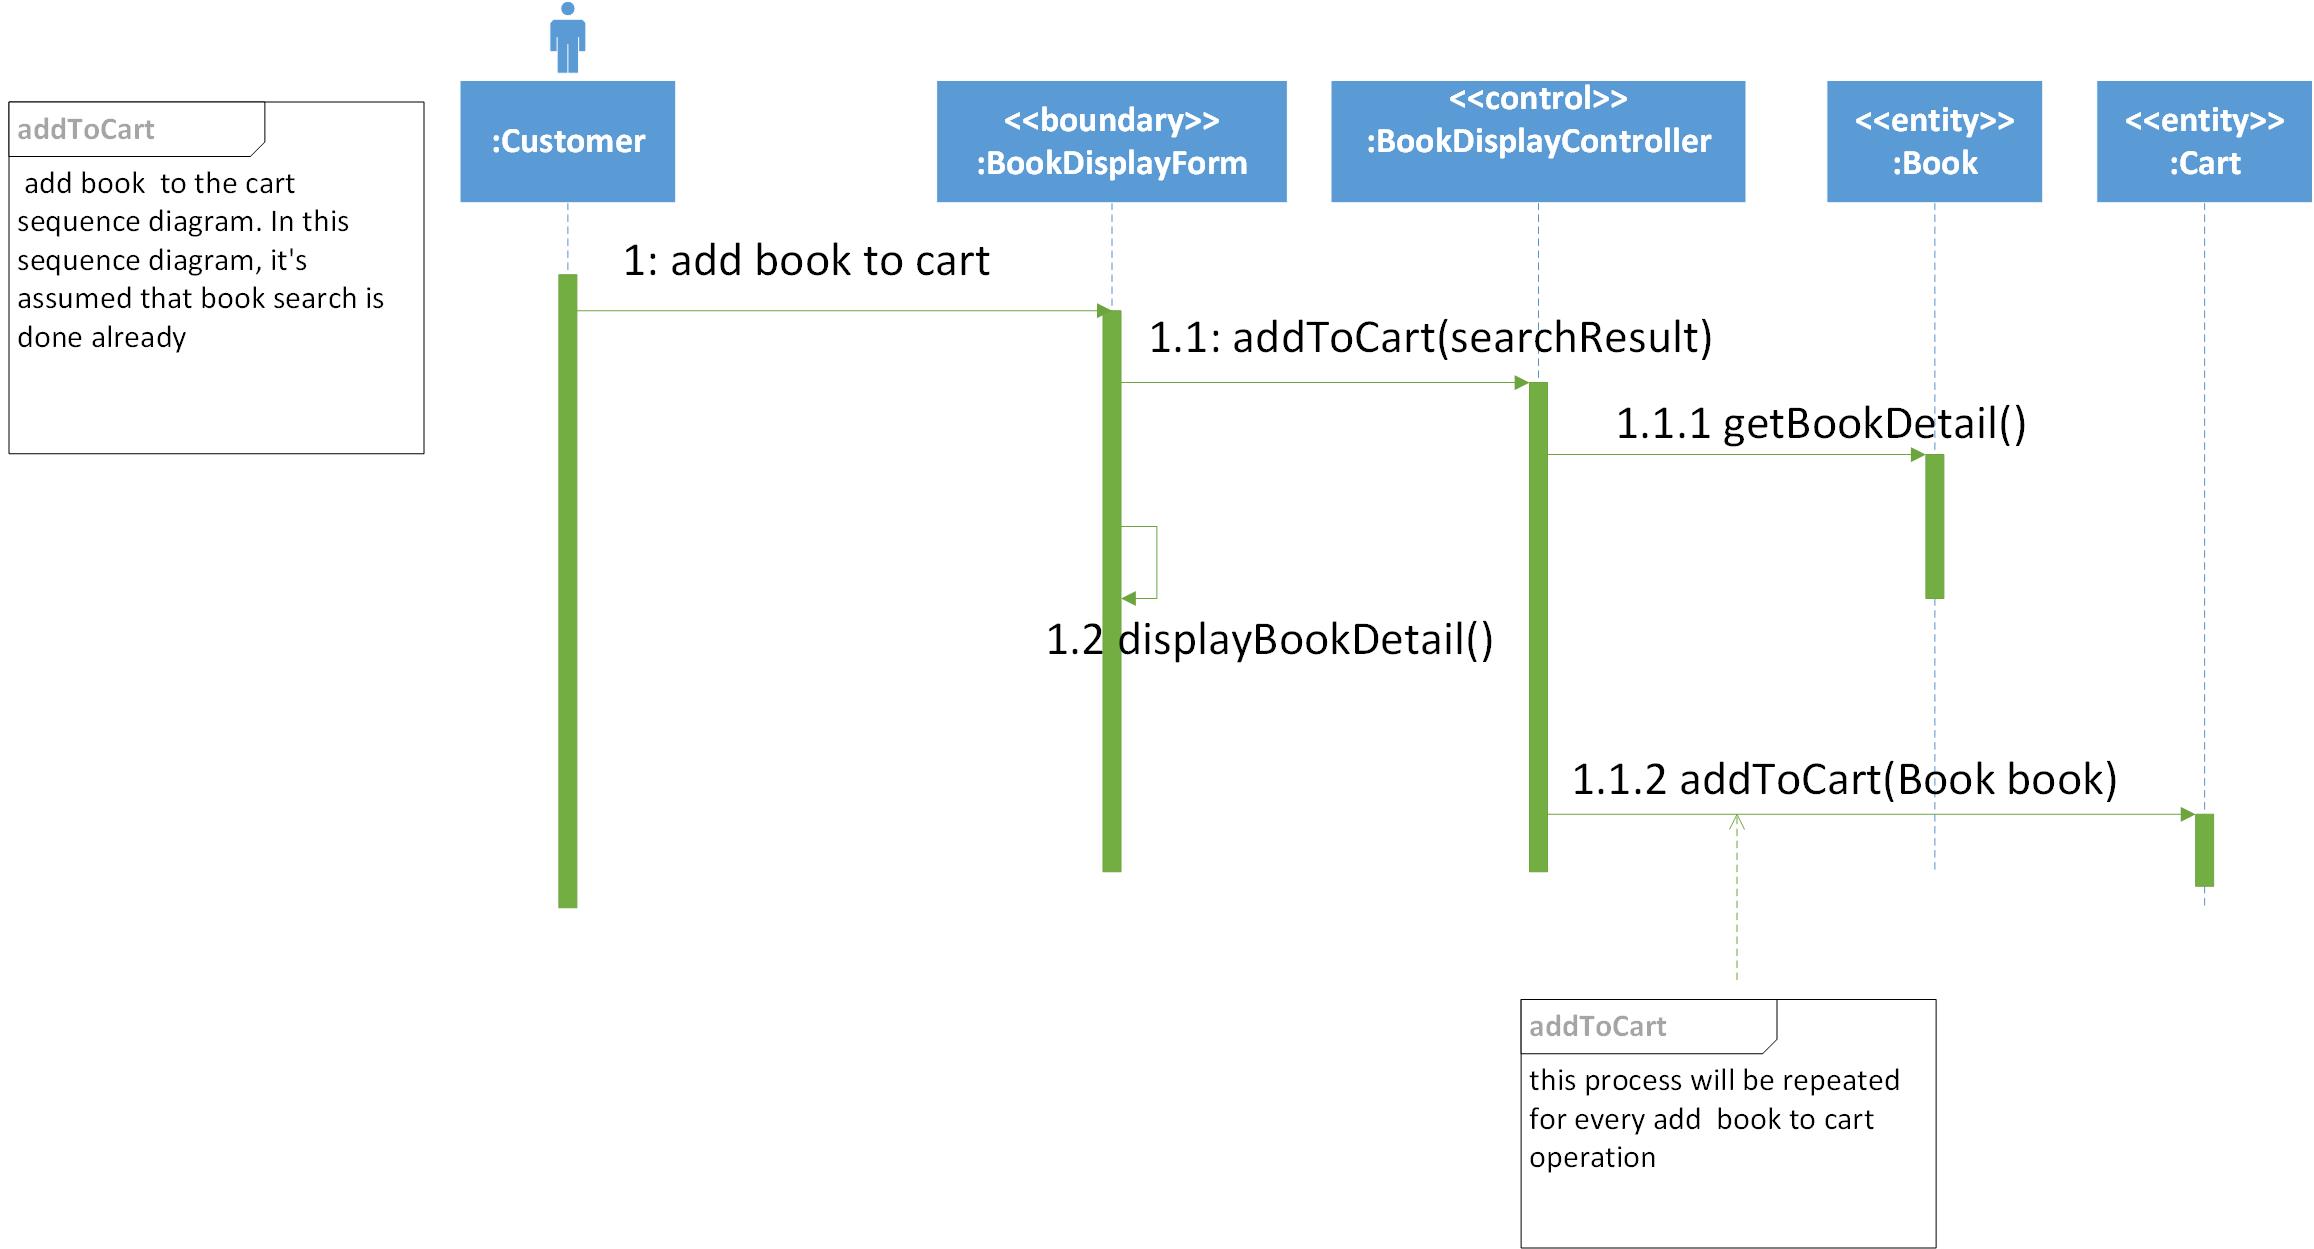 addToCart
add book  to the cart
sequence diagram. In this
sequence diagram, it's
assumed that book search is
done already
:Customer
<<boundary>>
:BookDisplayForm
<<control>>
:BookDisplayController
<<entity>>
:Book
<<entity>>
:Cart
1: add book to cart
1.1: addToCart(searchResult)
1.1.1 getBookDetail()
1.2 displayBookDetail()
1.1.2 addToCart(Book book)
addToCart
this process will be repeated
for every add  book to cart
operation